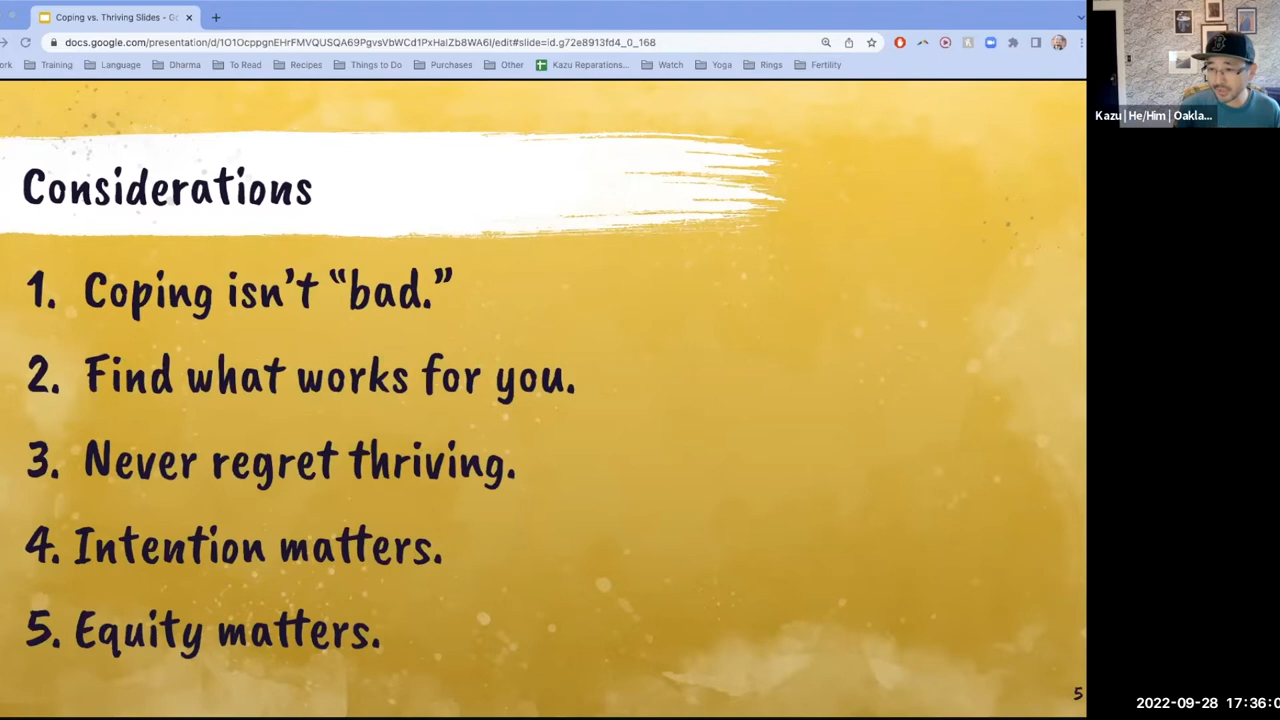 Coping vs. Thriving Slides - Go
docs.google.com/presentation/d/1O1OcppgnEHrFMVQUSQA69PgvsVbWCd1PxHaIZb8WA6I/edit#slide=id.g72e8913fd4_0_168
ork Training Language Dharma To Read Recipes Things to Do Purchases Other Kazu Reparations... Watch Yoga Rings Fertility
Kazu | He/Him | Oakla...
Considerations
1. Coping isn't “bad.”
2. Find what works for you.
3. Never regret thriving.
4. Intention matters.
5. Equity matters.
5
2022-09-28 17:36:0